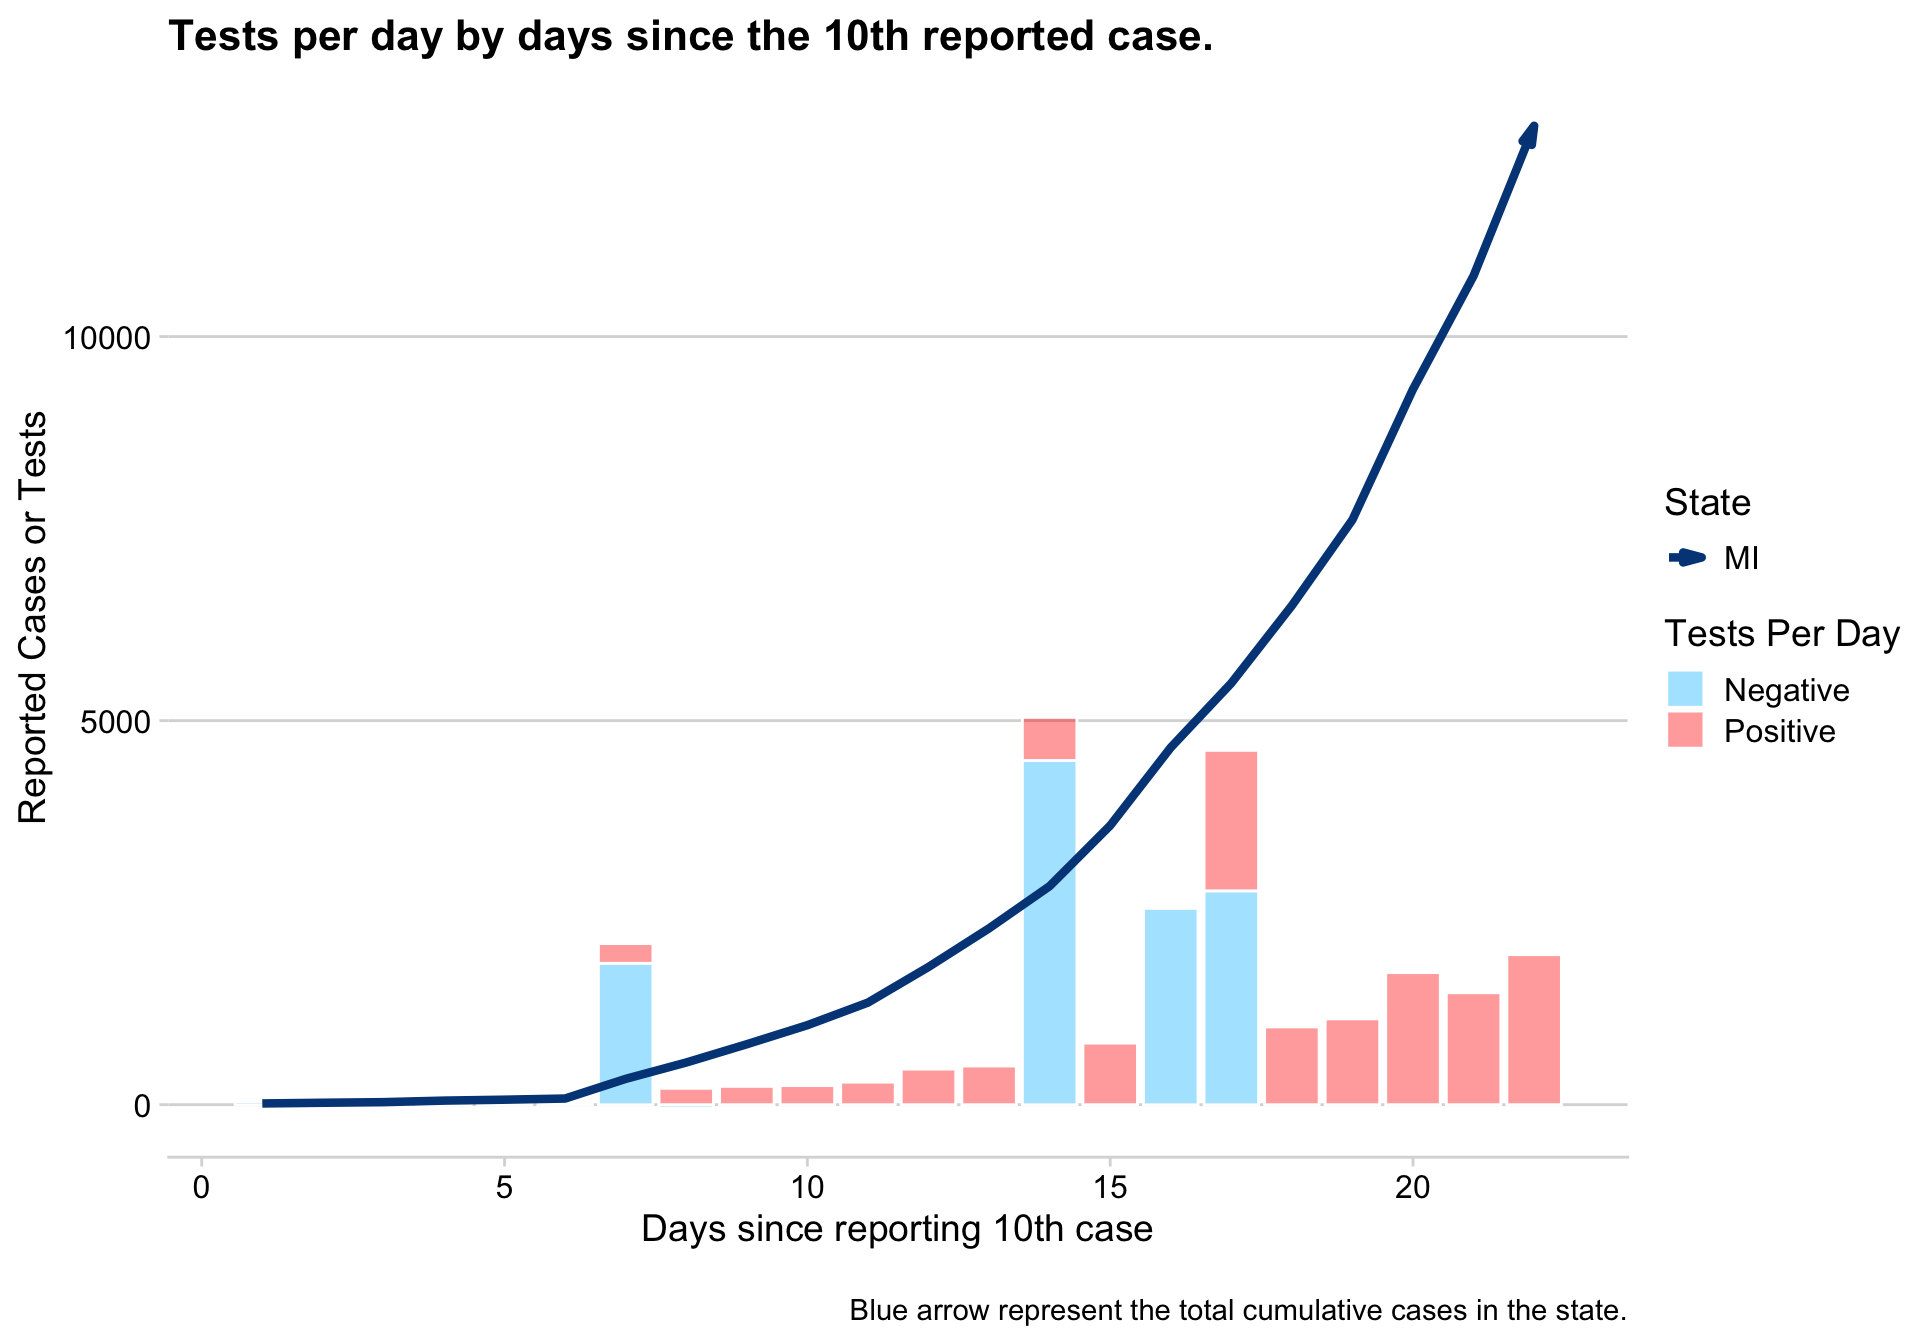 Tests per day by days since the 10th reported case.
10000
5000
0
Reported Cases or Tests
0 5 10 15 20
Days since reporting 10th case
State
MI
Tests Per Day
Negative
Positive
Blue arrow represent the total cumulative cases in the state.